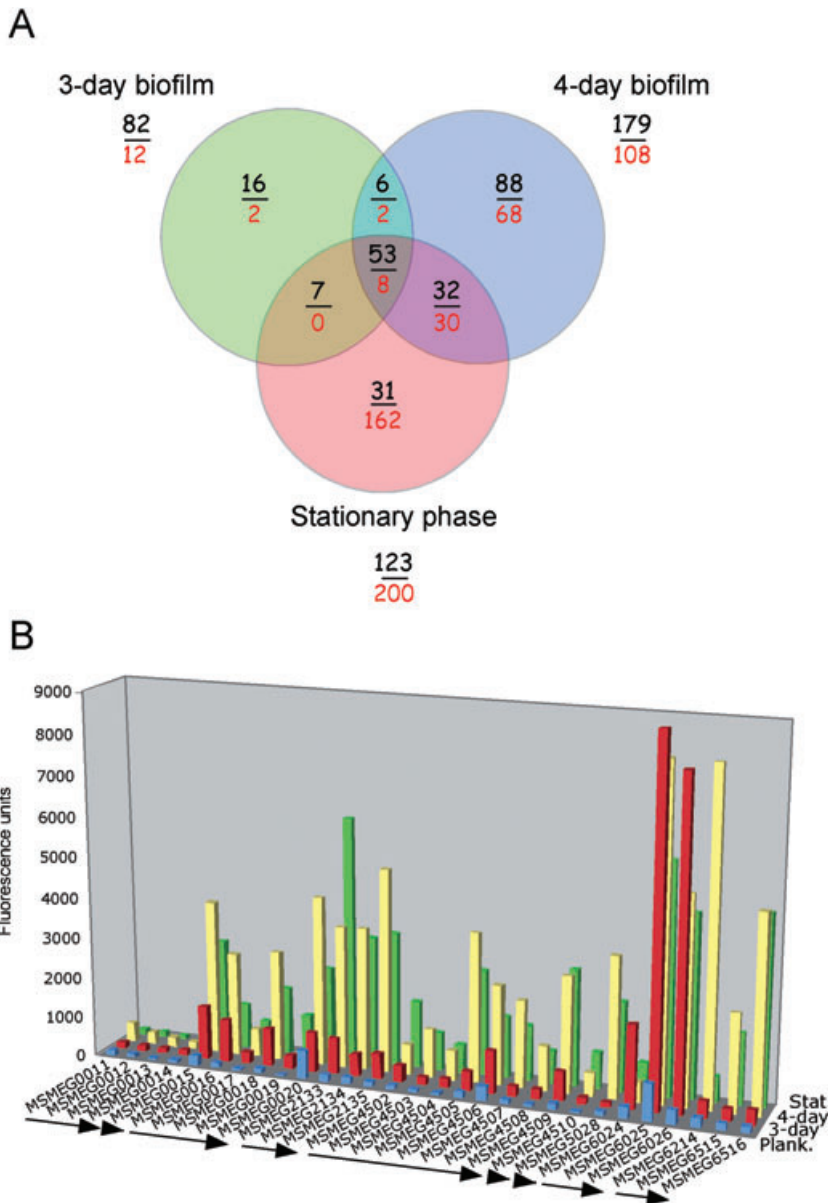 A
3-day biofilm
4-day biofilm
82
12
179
108
16
2
6
2
88
68
53
8
7
0
32
30
31
162
Stationary phase
123
200
B
Fluorescence units
9000
8000
7000
6000
5000
4000
3000
2000
1000
0
MSMEG0011
MSMEG0012
MSMEG0013
MSMEG0014
MSMEG0015
MSMEG0016
MSMEG0017
MSMEG0018
MSMEG0019
MSMEG0020
MSMEG2133
MSMEG2134
MSMEG2135
MSMEG4502
MSMEG4503
MSMEG4504
MSMEG4505
MSMEG4506
MSMEG4507
MSMEG4508
MSMEG4509
MSMEG4510
MSMEG5028
MSMEG6024
MSMEG6025
MSMEG6026
MSMEG6214
MSMEG6515
MSMEG6516
Stat
4-day
3-day
Plank.